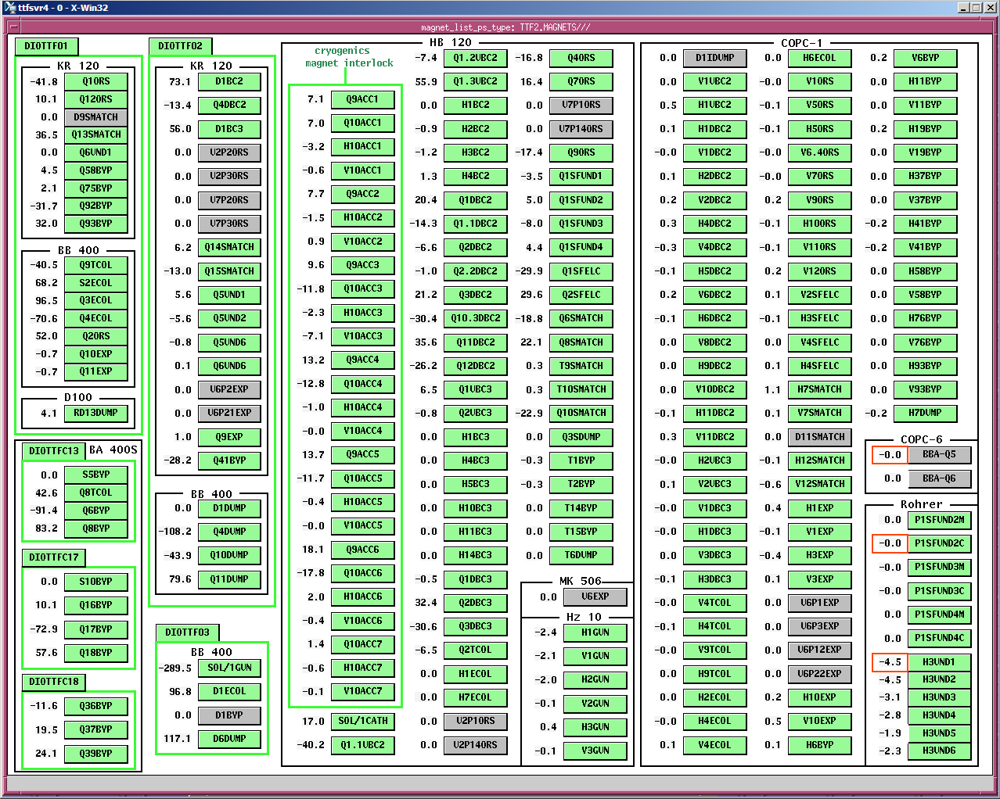 ttfsvr4 - 0 - X-Win32
magnet_list_ps_type: TTF2.MAGNETS///
DIOTTF01
KR 120
-41.8 Q10RS
10.1 Q120RS
0.0 D9SMATCH
36.5 Q13SMATCH
0.0 Q6UND1
4.5 Q58BYP
2.1 Q75BYP
-31.7 Q92BYP
32.0 Q93BYP
BB 400
-40.5 Q9TCOL
68.2 S2ECOL
96.5 Q3ECOL
-70.6 Q4ECOL
52.0 Q20RS
-0.7 Q10EXP
-0.7 Q11EXP
D100
4.1 RD13DUMP
DIOTTFC13 BA 400S
0.0 S5BYP
42.6 Q8TCOL
-91.4 Q6BYP
83.2 Q8BYP
DIOTTFC17
0.0 S10BYP
10.1 Q16BYP
-72.9 Q17BYP
57.6 Q18BYP
DIOTTFC18
-11.6 Q36BYP
19.5 Q37BYP
24.1 Q39BYP
DIOTTF02
KR 120
73.1 D1BC2
-13.4 Q4DBC2
56.0 D1BC3
0.0 V2P20RS
0.0 V2P30RS
0.0 V7P20RS
0.0 V7P30RS
6.2 Q14SMATCH
-13.0 Q15SMATCH
5.6 Q5UND1
-5.6 Q5UND2
-0.8 Q5UND6
0.1 Q6UND6
0.0 V6P2EXP
0.0 V6P21EXP
1.0 Q9EXP
-28.2 Q41BYP
BB 400
0.0 D1DUMP
-108.2 Q4DUMP
-43.9 Q10DUMP
79.6 Q11DUMP
DIOTTF03
BB 400
-289.5 SOL/1GUN
96.8 D1ECOL
0.0 D1BYP
117.1 D6DUMP
HB 120
cryogenics
magnet interlock
7.1 Q9ACC1
7.0 Q10ACC1
-3.2 H10ACC1
-0.6 V10ACC1
7.7 Q9ACC2
-1.5 H10ACC2
0.9 V10ACC2
9.6 Q9ACC3
-11.8 Q10ACC3
-2.3 H10ACC3
-7.1 V10ACC3
13.2 Q9ACC4
-12.8 Q10ACC4
-1.0 H10ACC4
-0.0 V10ACC4
13.7 Q9ACC5
-11.7 Q10ACC5
-0.4 H10ACC5
-0.0 V10ACC5
18.1 Q9ACC6
-17.8 Q10ACC6
2.0 H10ACC6
-0.4 V10ACC6
1.4 Q10ACC7
-0.6 H10ACC7
-0.1 V10ACC7
17.0 SOL/1CATH
-40.2 Q1.1UBC2
-7.4 Q1.2UBC2
55.9 Q1.3UBC2
0.0 H1BC2
-0.9 H2BC2
-1.2 H3BC2
1.3 H4BC2
20.4 Q1DBC2
-14.3 Q1.1DBC2
-6.6 Q2DBC2
-1.0 Q2.2DBC2
21.2 Q3DBC2
-30.4 Q10.3DBC2
35.6 Q11DBC2
-26.2 Q12DBC2
6.5 Q1UBC3
-0.8 Q2UBC3
0.0 H1BC3
0.0 H4BC3
0.0 H5BC3
0.0 H10BC3
0.0 H11BC3
0.0 H14BC3
-0.5 Q1DBC3
32.4 Q2DBC3
-30.6 Q3DBC3
-6.5 Q2TCOL
0.0 H1ECOL
0.0 H7ECOL
0.0 V2P10RS
0.0 V2P140RS
-16.8 Q40RS
16.4 Q70RS
0.0 V7P10RS
0.0 V7P140RS
-17.4 Q90RS
-3.5 Q1SFUND1
5.0 Q1SFUND2
-8.0 Q1SFUND3
4.4 Q1SFUND4
-29.9 Q1SFELC
29.6 Q2SFELC
-18.8 Q6SMATCH
22.1 Q8SMATCH
0.3 T9SMATCH
0.3 T10SMATCH
-22.9 Q10SMATCH
0.0 Q3SDUMP
-0.3 T1BYP
-0.3 T2BYP
0.0 T14BYP
0.0 T15BYP
0.0 T6DUMP
MK 506
0.0 V6EXP
Hz 10
-2.4 H1GUN
-2.1 V1GUN
-2.0 H2GUN
-0.1 V2GUN
0.4 H3GUN
-0.1 V3GUN
COPC-1
0.0 D1IDUMP
0.0 V1UBC2
0.5 H1UBC2
0.1 H1DBC2
-0.0 V1DBC2
0.1 H2DBC2
0.2 V2DBC2
0.3 H4DBC2
-0.3 V4DBC2
-0.1 H5DBC2
0.2 V6DBC2
-0.1 H6DBC2
0.0 V8DBC2
0.0 H9DBC2
0.0 V10DBC2
-0.1 H11DBC2
0.3 V11DBC2
0.0 H2UBC3
0.1 V2UBC3
-0.0 V1DBC3
-0.0 H1DBC3
0.0 V3DBC3
-0.1 H3DBC3
-0.0 V4TCOL
-0.1 H4TCOL
-0.0 V9TCOL
0.0 H9TCOL
0.0 H2ECOL
-0.0 H4ECOL
0.1 V4ECOL
0.0 H6ECOL
-0.0 V10RS
-0.1 V50RS
-0.0 H50RS
-0.0 V6.40RS
-0.0 V70RS
0.2 V90RS
-0.1 H100RS
-0.1 V110RS
0.2 V120RS
0.1 V2SFELC
-0.1 H3SFELC
0.0 V4SFELC
0.1 H4SFELC
1.1 H7SMATCH
0.1 V7SMATCH
0.0 D11SMATCH
-0.1 H12SMATCH
-0.6 V12SMATCH
0.4 H1EXP
-0.1 V1EXP
-0.4 H3EXP
0.1 V3EXP
0.0 V6P1EXP
0.0 V6P3EXP
0.0 V6P12EXP
0.0 V6P22EXP
0.2 H10EXP
0.5 V10EXP
0.1 H6BYP
0.2 V6BYP
0.0 H11BYP
0.0 V11BYP
0.2 H19BYP
-0.0 V19BYP
0.0 H37BYP
0.0 V37BYP
-0.2 H41BYP
-0.2 V41BYP
0.0 H58BYP
0.0 V58BYP
0.0 H76BYP
0.0 V76BYP
0.0 H93BYP
0.0 V93BYP
-0.2 H7DUMP
COPC-6
-0.0 BBA-Q5
0.0 BBA-Q6
Rohrer
0.0 P1SFUND2M
-0.0 P1SFUND2C
-0.0 P1SFUND3M
-0.0 P1SFUND3C
0.0 P1SFUND4M
0.0 P1SFUND4C
-4.5 H3UND1
-4.5 H3UND2
-3.1 H3UND3
-2.8 H3UND4
-1.9 H3UND5
-2.3 H3UND6